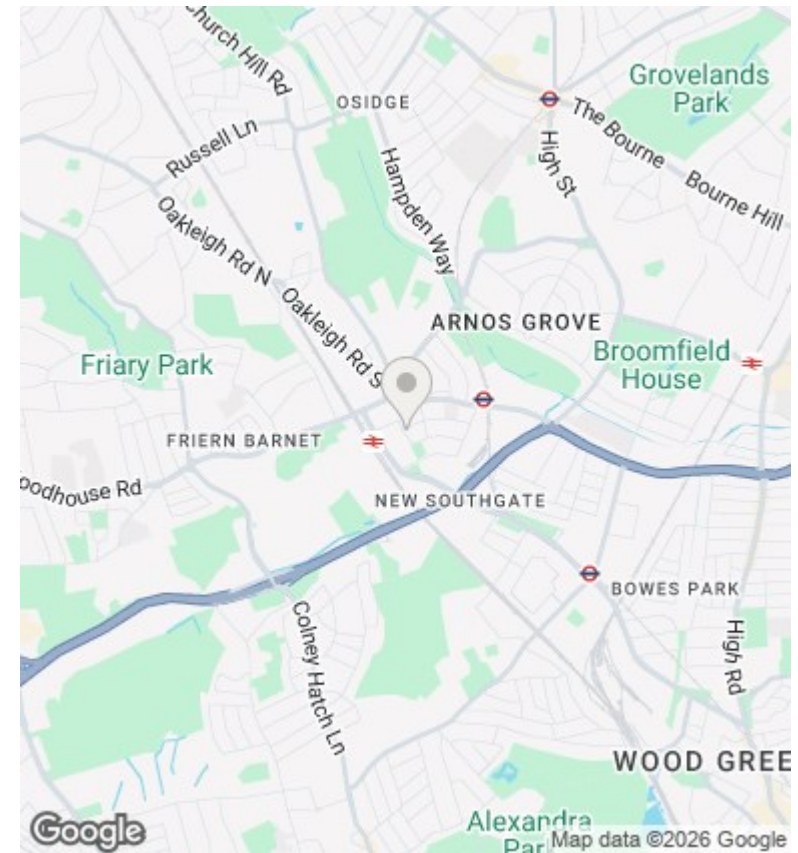 Church Hill Rd
OSIDGE
Grovelands
Park
Russell Ln
High St
The Bourne
Bourne Hill
Hampden Way
Oakleigh Rd N
Oakleigh Rd S
ARNOS GROVE
Friary Park
Broomfield
House
FRIERN BARNET
oodhouse Rd
NEW SOUTHGATE
BOWES PARK
Colney Hatch Ln
High Rd
WOOD GREE
Alexandra
Park
Google
Map data ©2026 Google